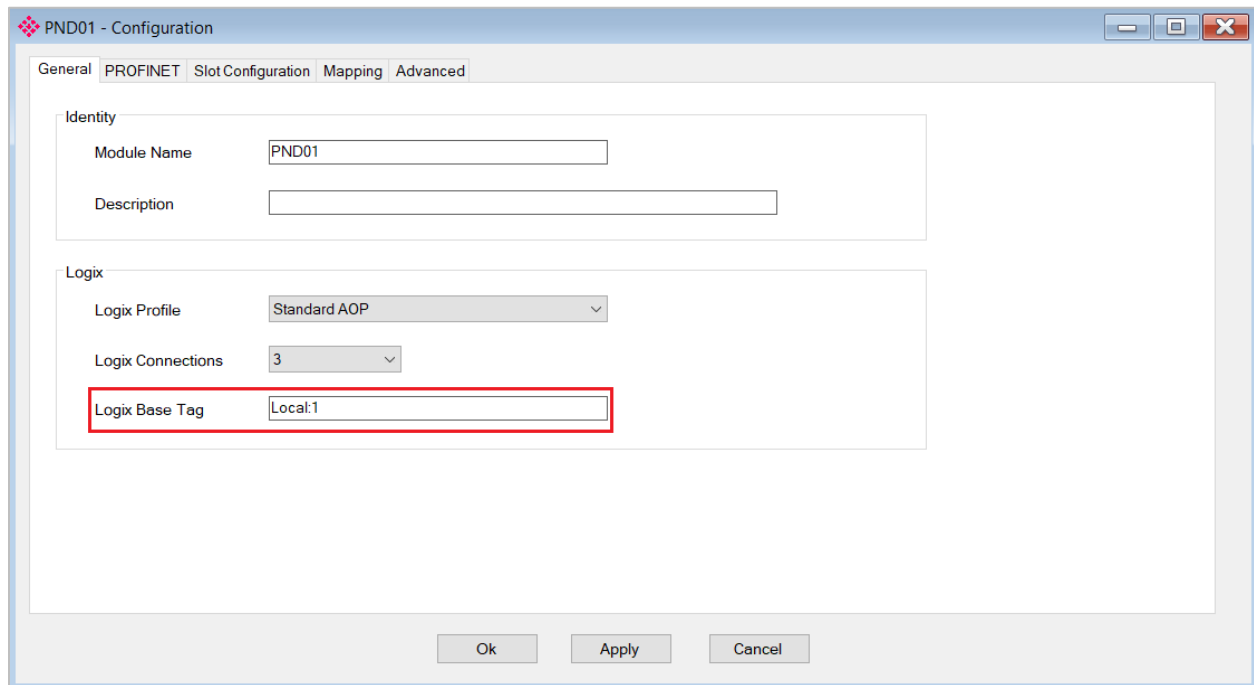 PND01 - Configuration
General PROFINET Slot Configuration Mapping Advanced
Identity
Module Name PND01
Description
Logix
Logix Profile Standard AOP
Logix Connections 3
Logix Base Tag Local:1
Ok Apply Cancel